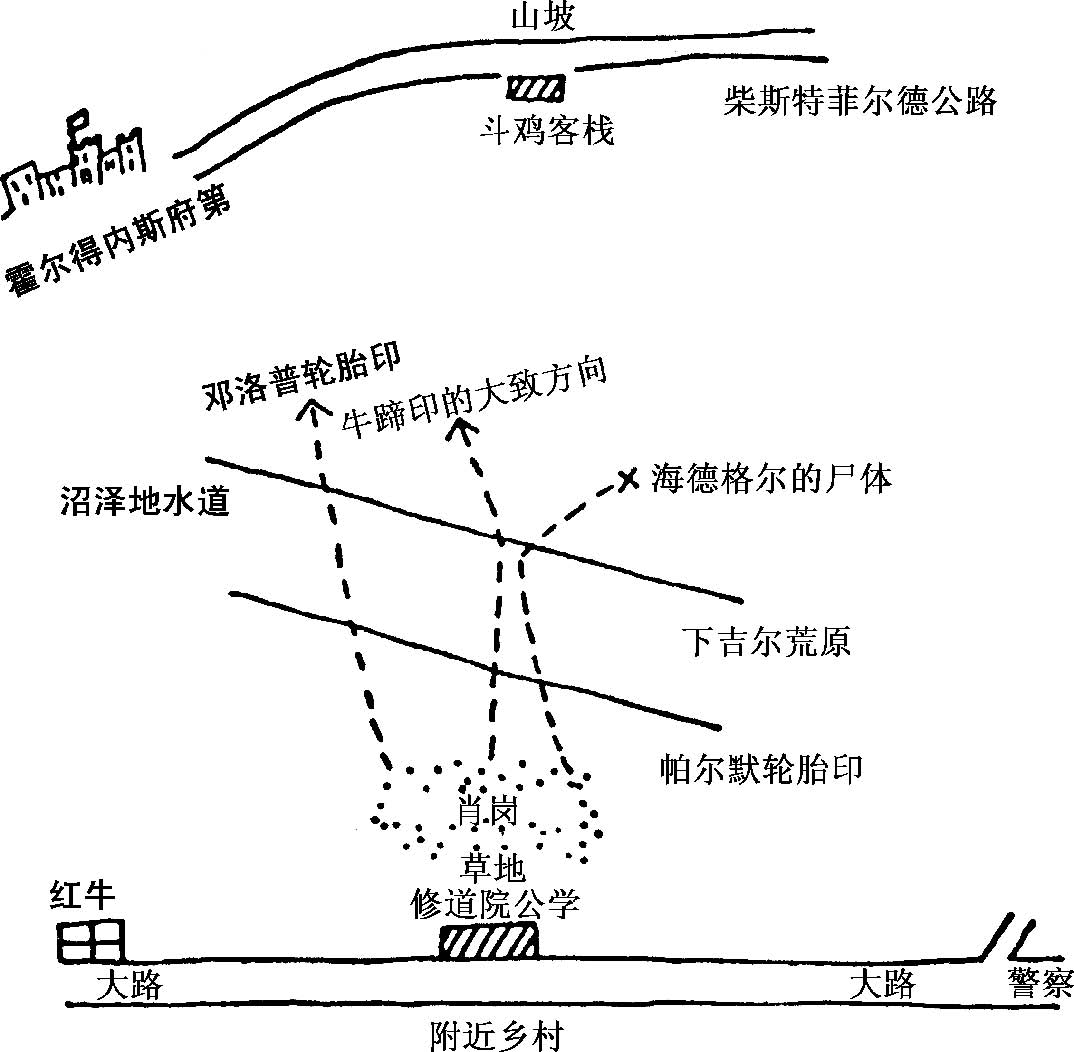 山坡
柴斯特菲尔德公路
斗鸡客栈
霍尔得内斯府第
邓洛普轮胎印
牛蹄印的大致方向
海德格尔的尸体
沼泽地水道
下吉尔荒原
帕尔默轮胎印
肖岗
草地
红牛
修道院公学
大路
大路
警察
附近乡村